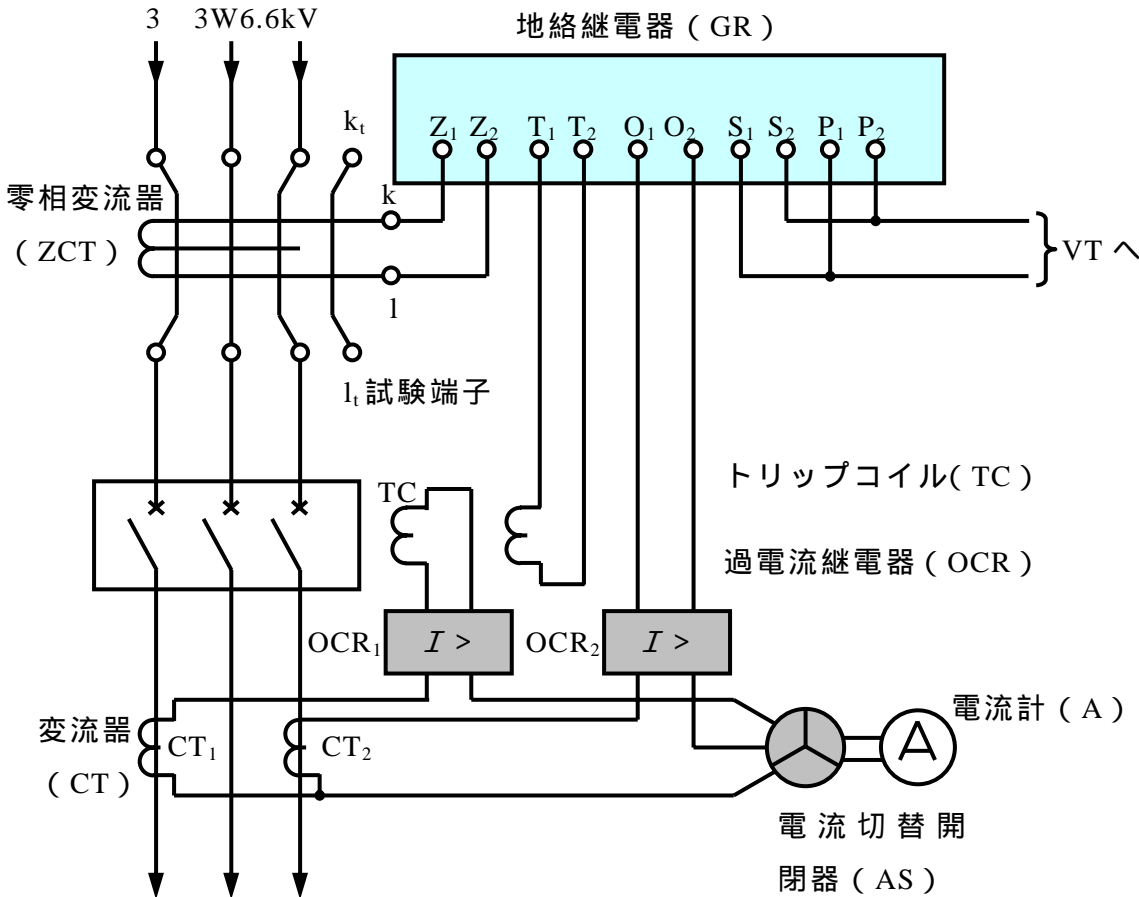 3 3W6.6kV
地絡継電器（GR）
Z₁ Z₂ T₁ T₂ O₁ O₂ S₁ S₂ P₁ P₂
kₜ
零相変流器
（ZCT）
k
l
VTへ
lₜ試験端子
TC
トリップコイル（TC）
過電流継電器（OCR）
OCR₁
I >
OCR₂
I >
変流器
（CT）
CT₁
CT₂
電流計（A）
A
電流切替開
閉器（AS）